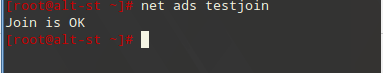 [root@alt-st ~]# net ads testjoin
Join is OK
[root@alt-st ~]#